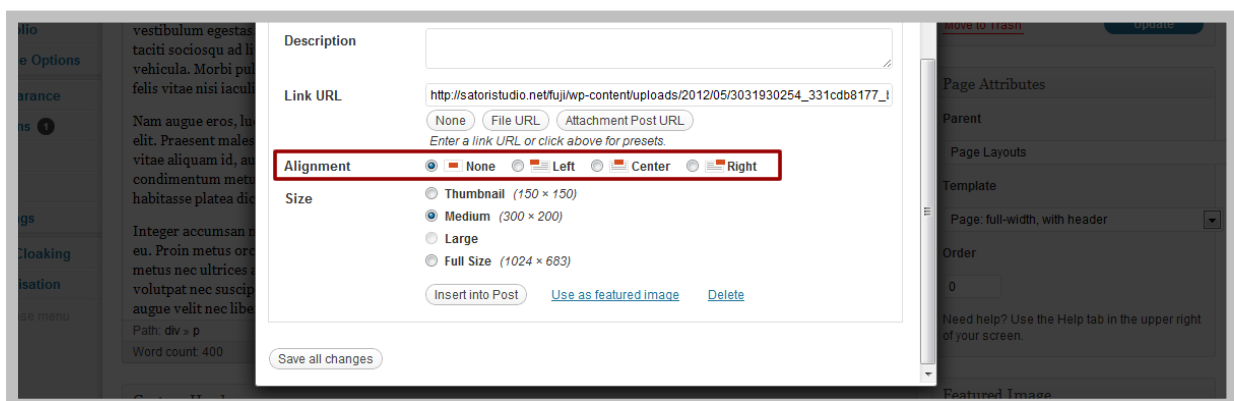 olio
e Options
arance
ns 1
ngs
Cloaking
isation
se menu
vestibulum egestas
taciti sociosqu ad li
vehicula. Morbi pul
felis vitae nisi iaculi
Nam augue eros, lu
elit. Praesent males
vitae aliquam id, au
condimentum metu
habitasse platea dic
Integer accumsan n
eu. Proin metus orc
metus nec ultrices a
volutpat nec suscip
augue velit nec libe
Path: div » p
Word count: 400
Description
Link URL http://satoristudio.net/fuji/wp-content/uploads/2012/05/3031930254_331cdb8177_b
None File URL Attachment Post URL
Enter a link URL or click above for presets.
Alignment None Left Center Right
Size Thumbnail (150 × 150)
Medium (300 × 200)
Large
Full Size (1024 × 683)
Insert into Post Use as featured image Delete
Save all changes
Move to Trash Update
Page Attributes
Parent
Page Layouts
Template
Page: full-width, with header
Order
0
Need help? Use the Help tab in the upper right
of your screen.
Featured Image